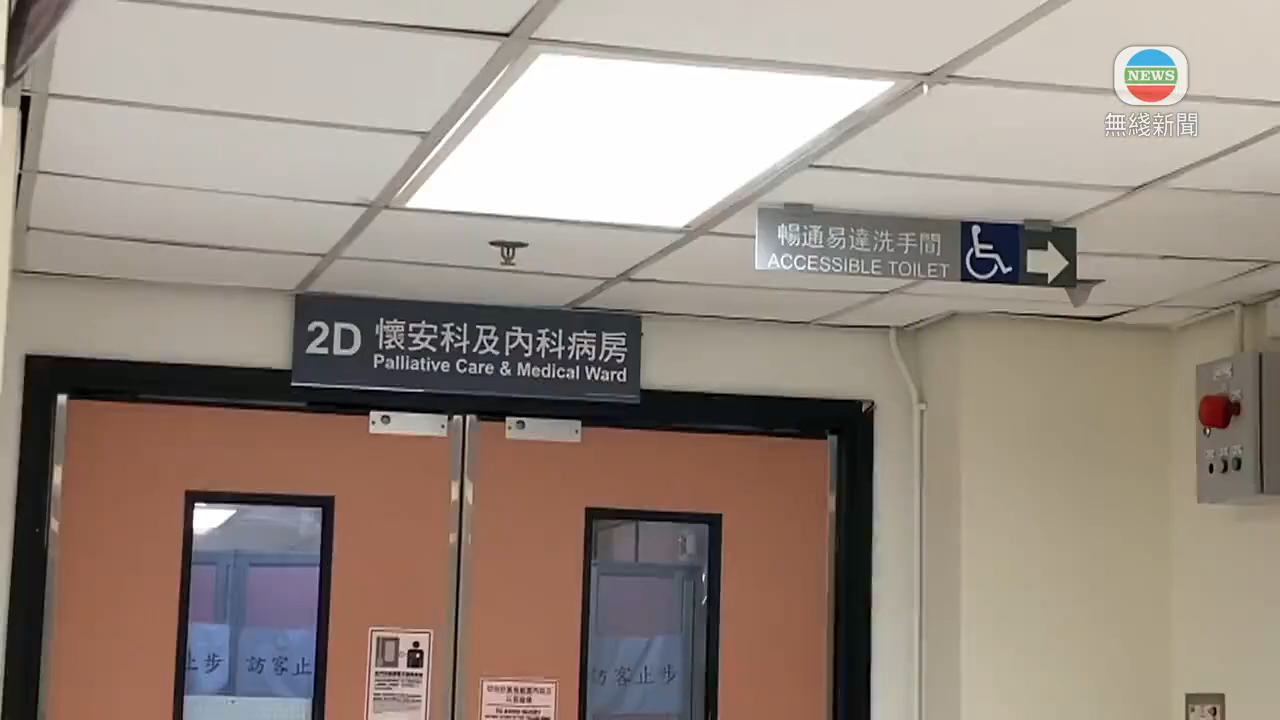 NEWS
無綫新聞
暢通易達洗手間
ACCESSIBLE TOILET
2D 懷安科及內科病房
Palliative Care & Medical Ward
止步 訪客止
訪客止步